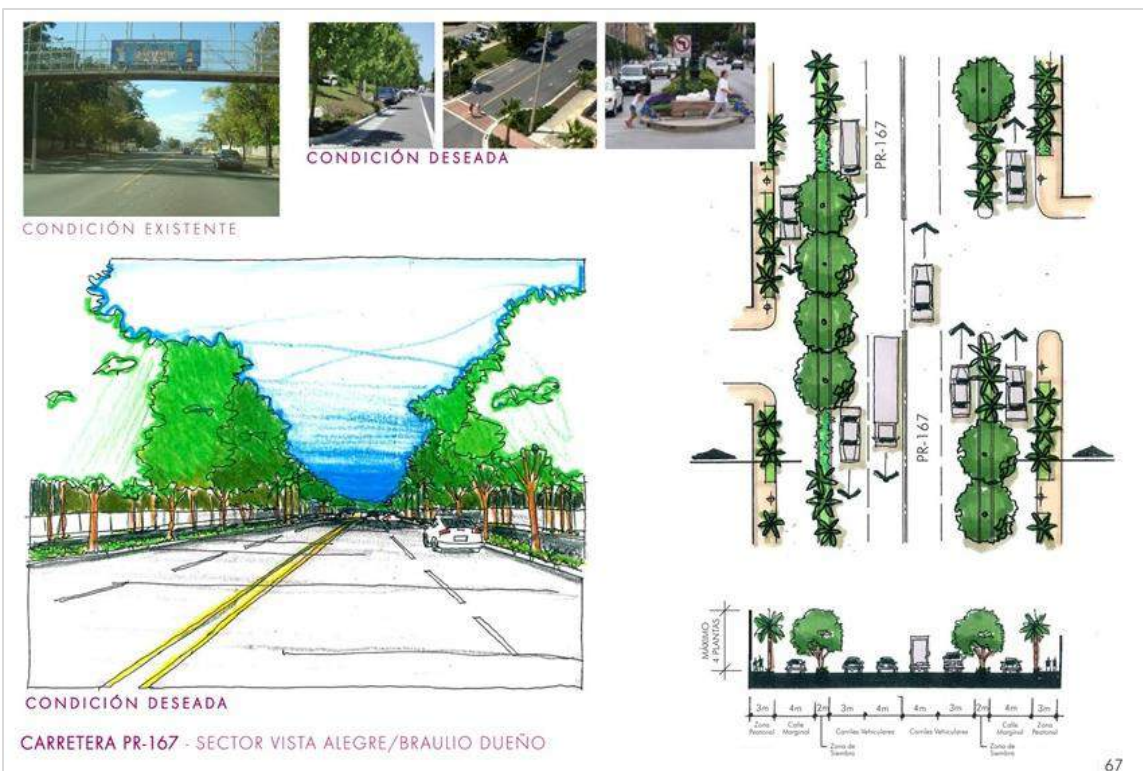 CONDICIÓN EXISTENTE
CONDICIÓN DESEADA
PR-167
PR-167
CONDICIÓN DESEADA
CARRETERA PR-167 - SECTOR VISTA ALEGRE/BRAULIO DUEÑO
MÁXIMO
4 PLANTAS
3m 4m 2m 3m 4m 4m 3m 2m 4m 3m
Zona Peatonal
Calle Marginal
Zona de Siembra
Carriles Vehiculares
Carriles Vehiculares
Zona de Siembra
Calle Marginal
Zona Peatonal
67